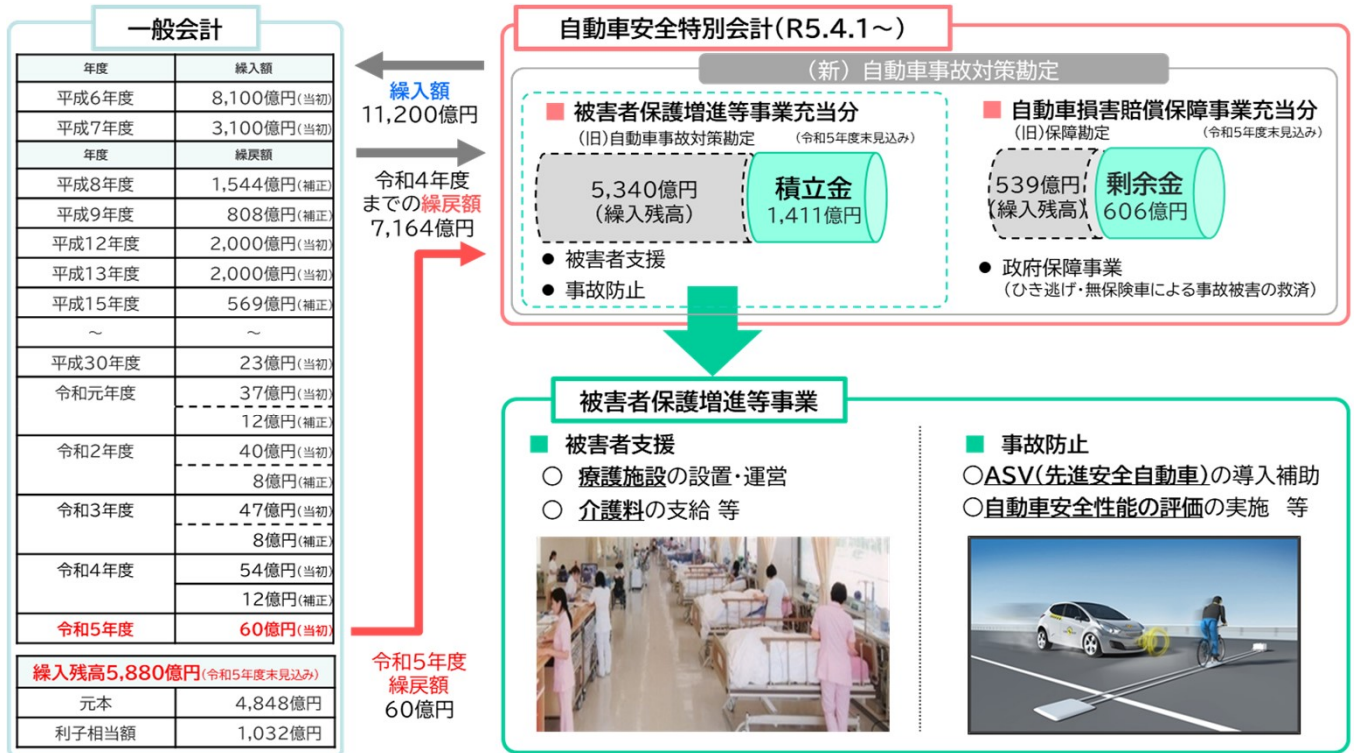 一般会計
年度 繰入額
平成6年度 8,100億円(当初)
平成7年度 3,100億円(当初)
年度 繰戻額
平成8年度 1,544億円(補正)
平成9年度 808億円(補正)
平成12年度 2,000億円(当初)
平成13年度 2,000億円(当初)
平成15年度 569億円(補正)
～ ～
平成30年度 23億円(当初)
令和元年度 37億円(当初)
12億円(補正)
令和2年度 40億円(当初)
8億円(補正)
令和3年度 47億円(当初)
8億円(補正)
令和4年度 54億円(当初)
12億円(補正)
令和5年度 60億円(当初)
繰入残高5,880億円(令和5年度末見込み)
元本 4,848億円
利子相当額 1,032億円
繰入額
11,200億円
令和4年度
までの繰戻額
7,164億円
令和5年度
繰戻額
60億円
自動車安全特別会計(R5.4.1～)
（新）自動車事故対策勘定
■ 被害者保護増進等事業充当分
(旧)自動車事故対策勘定 (令和5年度末見込み)
5,340億円
(繰入残高)
積立金
1,411億円
● 被害者支援
● 事故防止
■ 自動車損害賠償保障事業充当分
(旧)保障勘定 (令和5年度末見込み)
539億円
(繰入残高)
剰余金
606億円
● 政府保障事業
(ひき逃げ・無保険車による事故被害の救済)
被害者保護増進等事業
■ 被害者支援
○ 療護施設の設置・運営
○ 介護料の支給 等
■ 事故防止
○ASV(先進安全自動車)の導入補助
○自動車安全性能の評価の実施 等